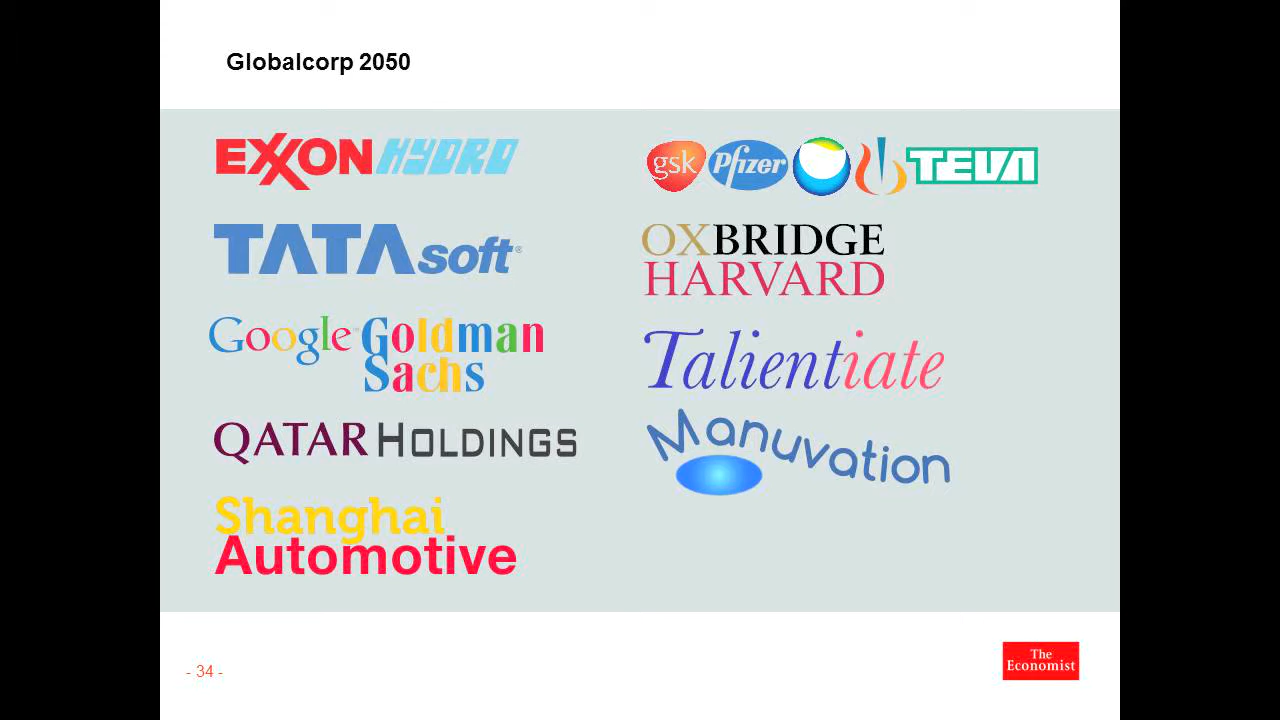 Globalcorp 2050
EXXON HYDRO
TATA soft®
Google™ Goldman
Sachs
QATAR HOLDINGS
Shanghai
Automotive
gsk Pfizer TEVA
OXBRIDGE
HARVARD
Talientiate
Manuvation
- 34 -
The
Economist